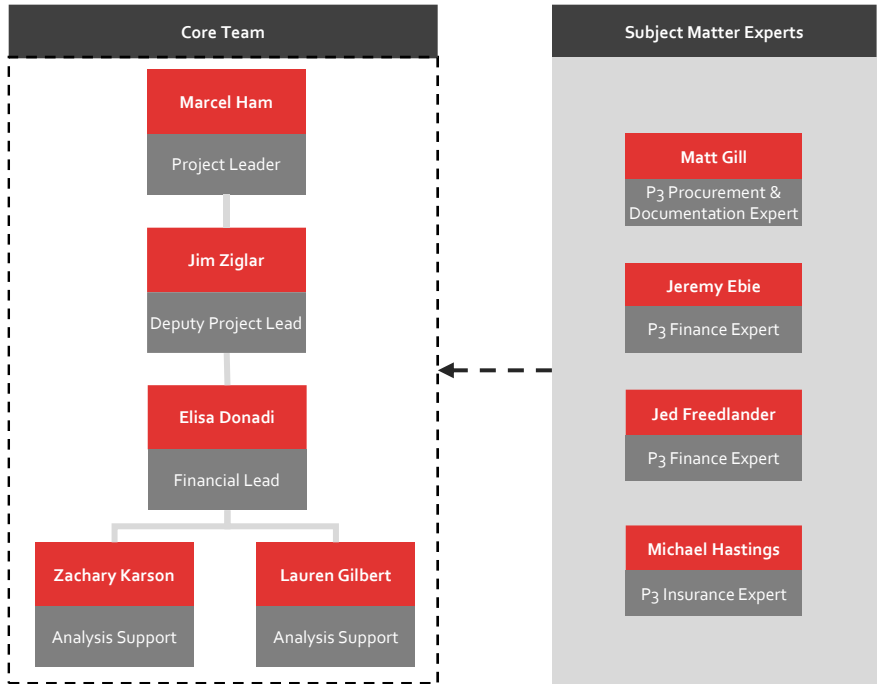 Core Team
Marcel Ham
Project Leader
Jim Ziglar
Deputy Project Lead
Elisa Donadi
Financial Lead
Zachary Karson
Analysis Support
Lauren Gilbert
Analysis Support
Subject Matter Experts
Matt Gill
P3 Procurement &
Documentation Expert
Jeremy Ebie
P3 Finance Expert
Jed Freedlander
P3 Finance Expert
Michael Hastings
P3 Insurance Expert